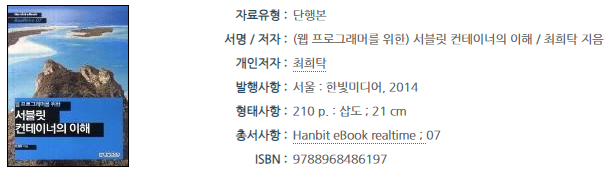 Hanbit eBook
Realtime 07
웹 프로그래머를 위한
서블릿
컨테이너의 이해
자료유형 : 단행본
서명 / 저자 : (웹 프로그래머를 위한) 서블릿 컨테이너의 이해 / 최희탁 지음
개인저자 : 최희탁
발행사항 : 서울 : 한빛미디어, 2014
형태사항 : 210 p. : 삽도 ; 21 cm
총서사항 : Hanbit eBook realtime ; 07
ISBN : 9788968486197